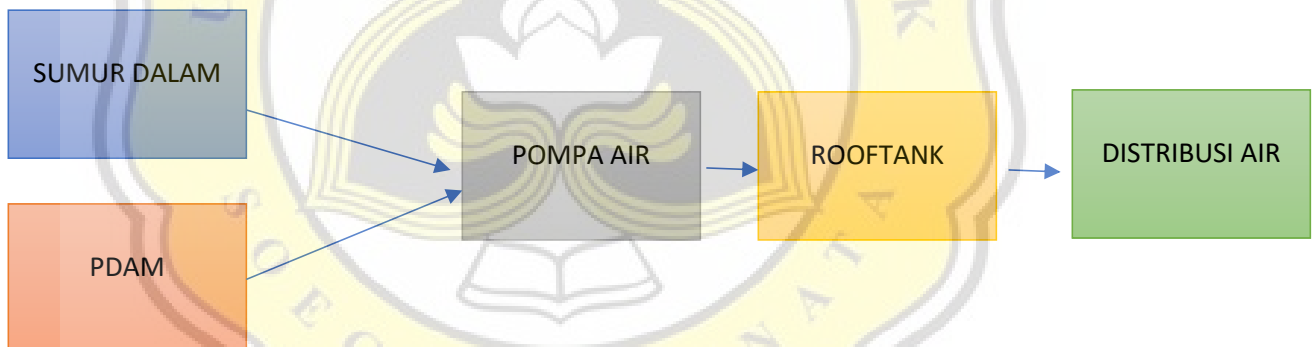 SUMUR DALAM
PDAM
POMPA AIR
ROOFTANK
DISTRIBUSI AIR